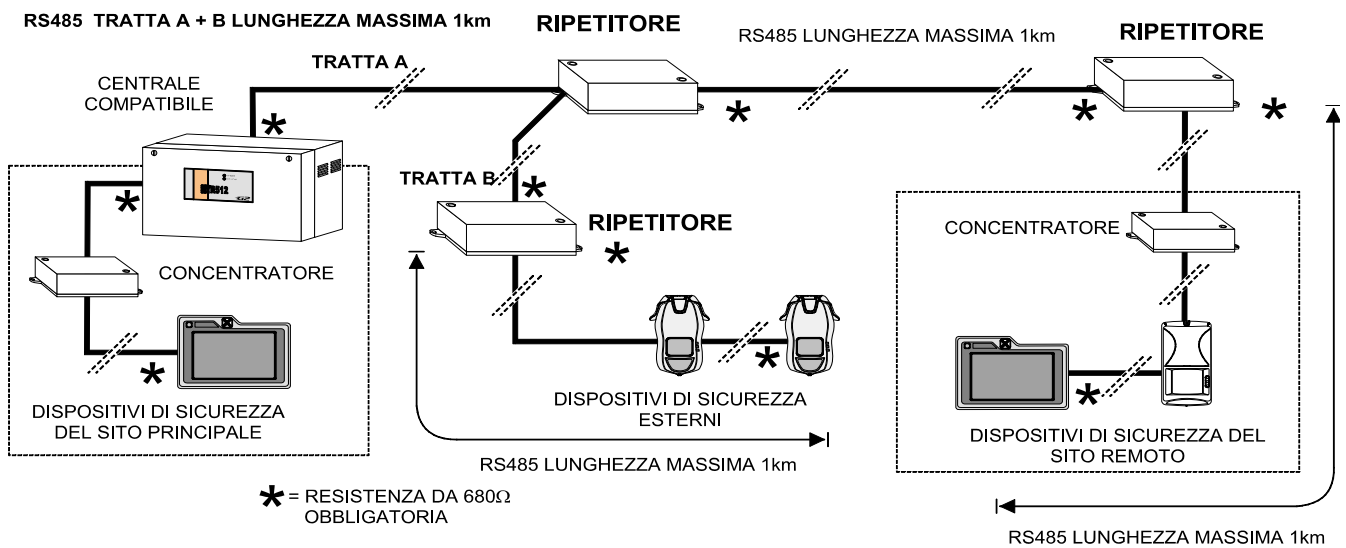 RS485 TRATTA A + B LUNGHEZZA MASSIMA 1km
RIPETITORE
RS485 LUNGHEZZA MASSIMA 1km
RIPETITORE
TRATTA A
CENTRALE
COMPATIBILE
TRATTA B
RIPETITORE
CONCENTRATORE
CONCENTRATORE
DISPOSITIVI DI SICUREZZA
DEL SITO PRINCIPALE
DISPOSITIVI DI SICUREZZA
ESTERNI
DISPOSITIVI DI SICUREZZA DEL
SITO REMOTO
RS485 LUNGHEZZA MASSIMA 1km
* = RESISTENZA DA 680Ω
OBBLIGATORIA
RS485 LUNGHEZZA MASSIMA 1km